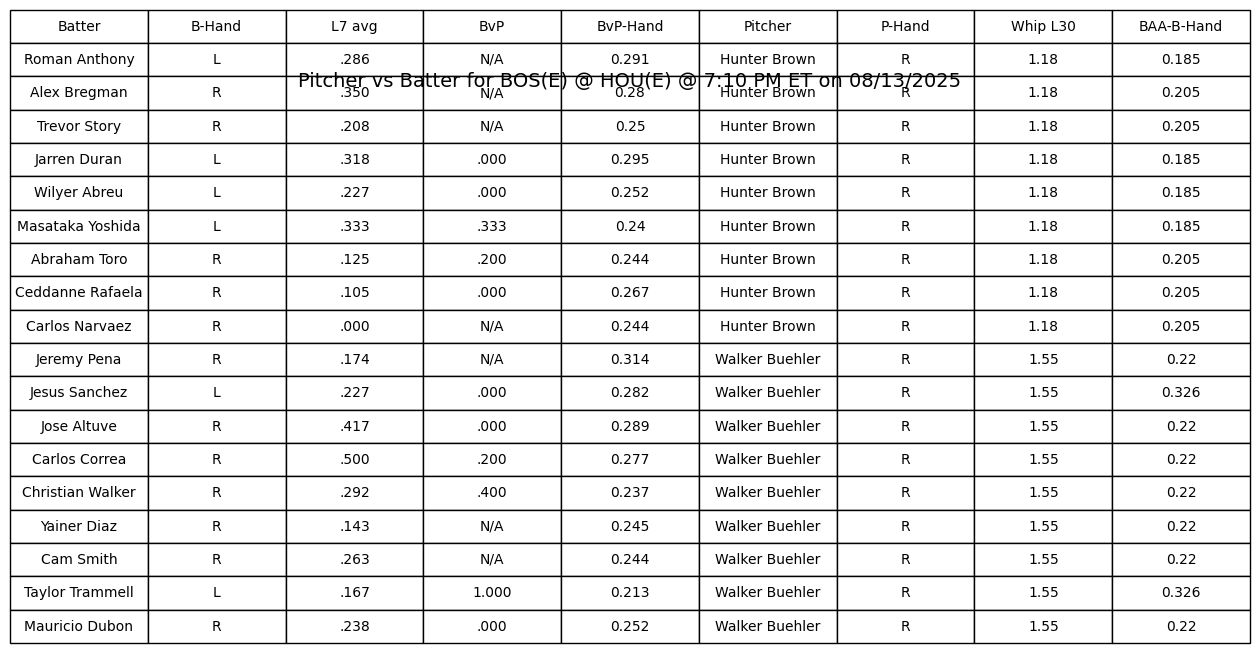 Batter B-Hand L7 avg BvP BvP-Hand Pitcher P-Hand Whip L30 BAA-B-Hand
Roman Anthony L .286 N/A 0.291 Hunter Brown R 1.18 0.185
Pitcher vs Batter for BOS(E) @ HOU(E) @ 7:10 PM ET on 08/13/2025
Alex Bregman R .350 N/A 0.28 Hunter Brown R 1.18 0.205
Trevor Story R .208 N/A 0.25 Hunter Brown R 1.18 0.205
Jarren Duran L .318 .000 0.295 Hunter Brown R 1.18 0.185
Wilyer Abreu L .227 .000 0.252 Hunter Brown R 1.18 0.185
Masataka Yoshida L .333 .333 0.24 Hunter Brown R 1.18 0.185
Abraham Toro R .125 .200 0.244 Hunter Brown R 1.18 0.205
Ceddanne Rafaela R .105 .000 0.267 Hunter Brown R 1.18 0.205
Carlos Narvaez R .000 N/A 0.244 Hunter Brown R 1.18 0.205
Jeremy Pena R .174 N/A 0.314 Walker Buehler R 1.55 0.22
Jesus Sanchez L .227 .000 0.282 Walker Buehler R 1.55 0.326
Jose Altuve R .417 .000 0.289 Walker Buehler R 1.55 0.22
Carlos Correa R .500 .200 0.277 Walker Buehler R 1.55 0.22
Christian Walker R .292 .400 0.237 Walker Buehler R 1.55 0.22
Yainer Diaz R .143 N/A 0.245 Walker Buehler R 1.55 0.22
Cam Smith R .263 N/A 0.244 Walker Buehler R 1.55 0.22
Taylor Trammell L .167 1.000 0.213 Walker Buehler R 1.55 0.326
Mauricio Dubon R .238 .000 0.252 Walker Buehler R 1.55 0.22